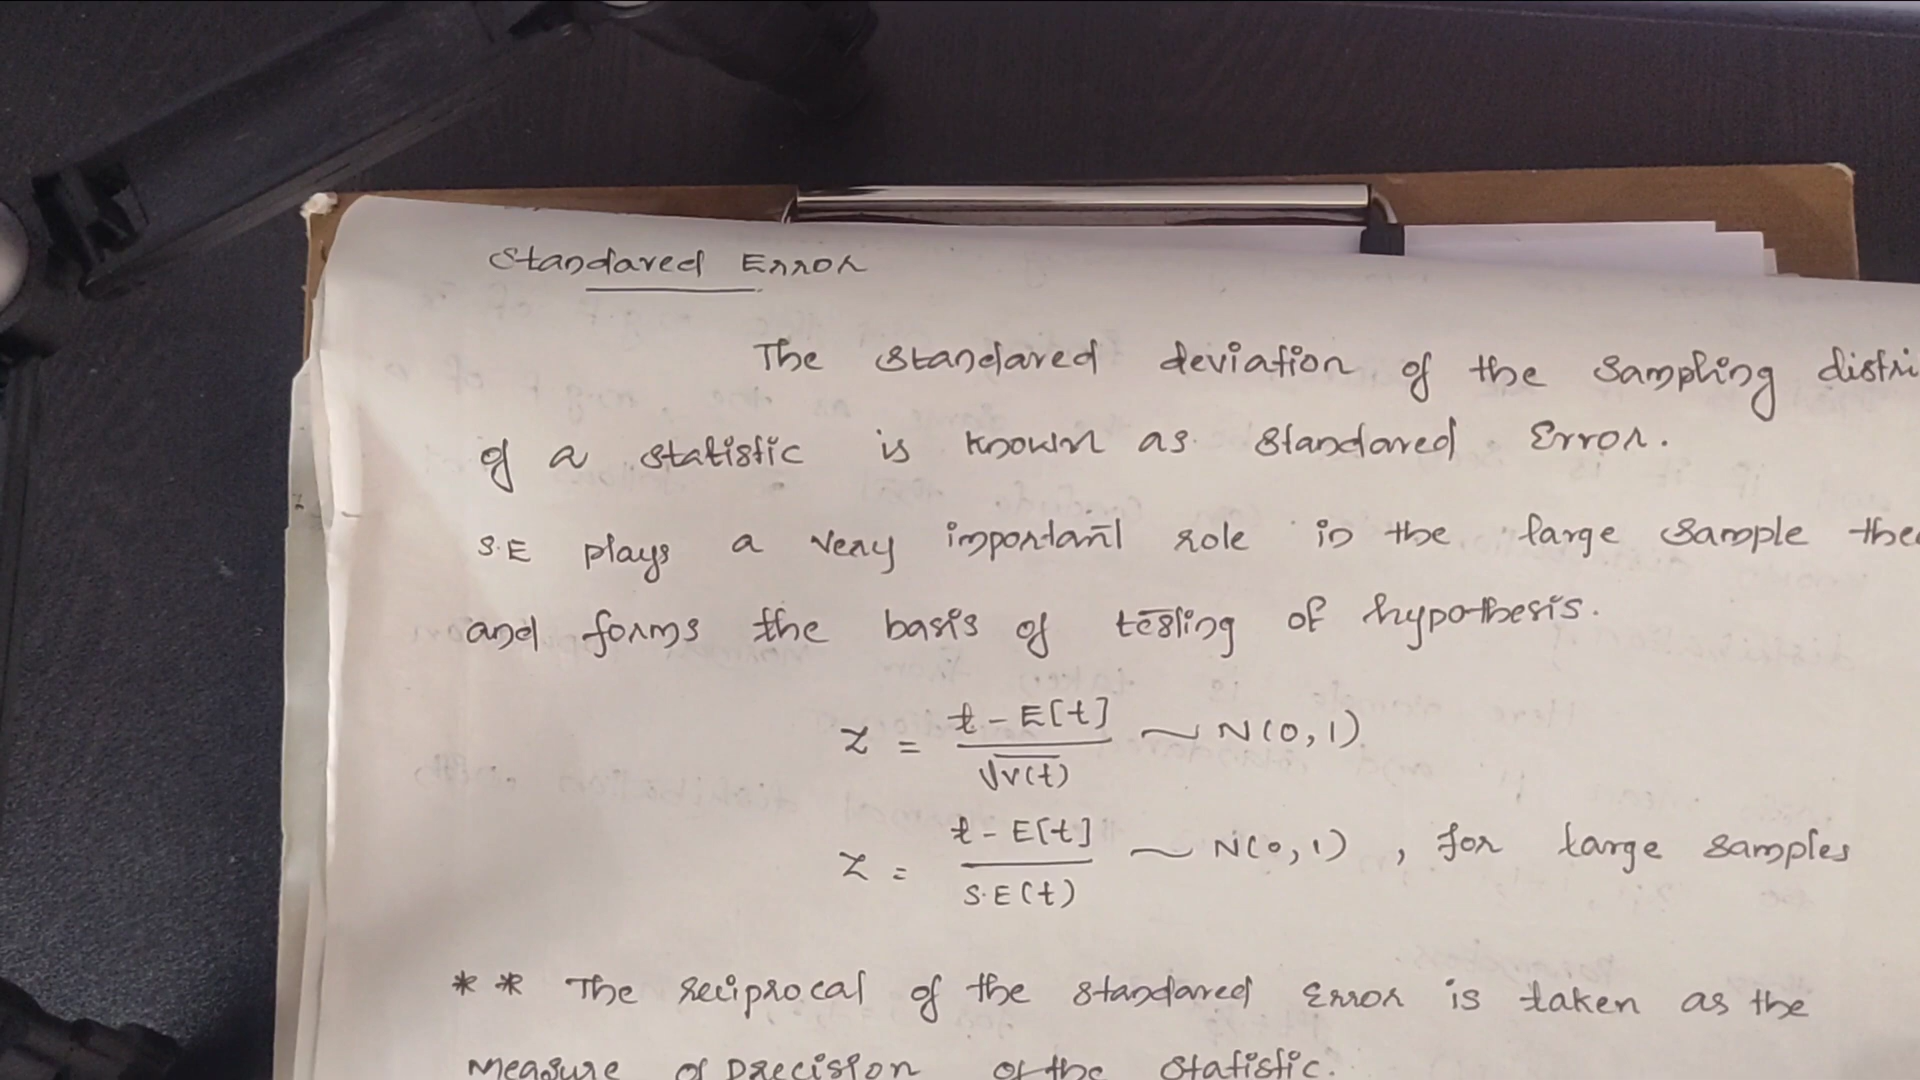 Standared Error
The standared deviation of the sampling distri
of a statistic is known as standared Error.
S.E plays a very important role in the large sample the
and forms the basis of testing of hypothesis.
Z = t - E[t] / √V(t) ~ N(0,1)
Z = t - E[t] / S.E(t) ~ N(0,1) , for large samples
** The reciprocal of the standared Error is taken as the
measure of precision of the statistic.